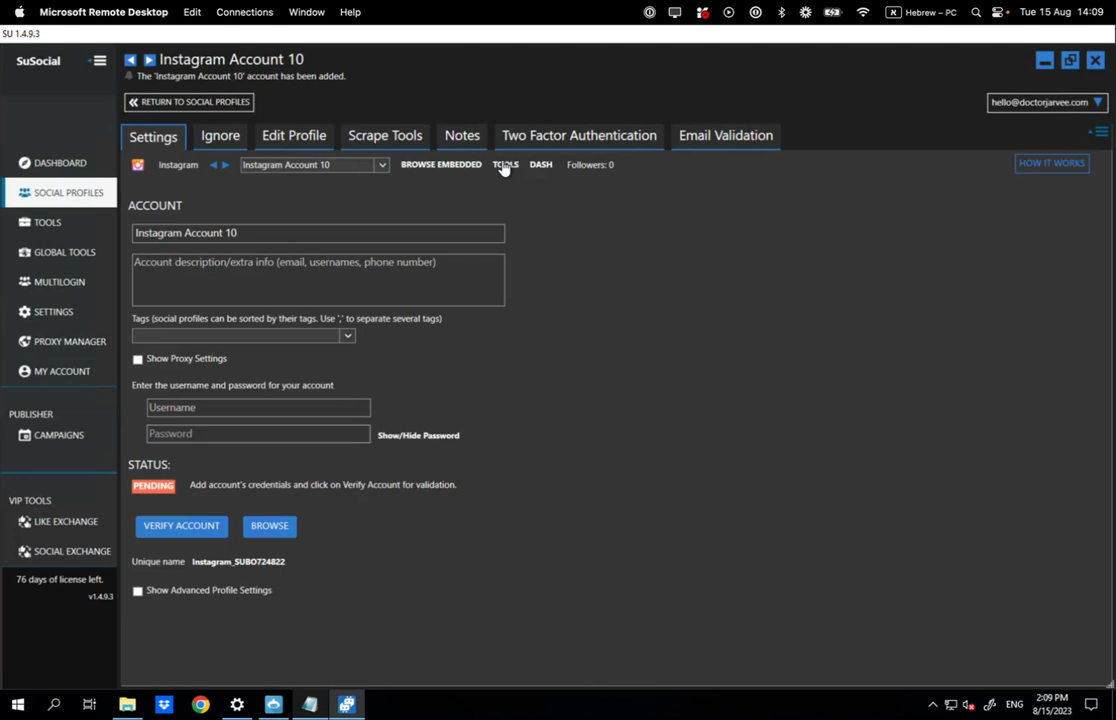 Microsoft Remote Desktop Edit Connections Window Help
A Hebrew – PC Tue 15 Aug 14:09
SU 1.4.9.3
SuSocial
Instagram Account 10
The 'Instagram Account 10' account has been added.
RETURN TO SOCIAL PROFILES
hello@doctorjarvee.com
Settings Ignore Edit Profile Scrape Tools Notes Two Factor Authentication Email Validation
DASHBOARD
SOCIAL PROFILES
TOOLS
GLOBAL TOOLS
MULTILOGIN
SETTINGS
PROXY MANAGER
MY ACCOUNT
PUBLISHER
CAMPAIGNS
VIP TOOLS
LIKE EXCHANGE
SOCIAL EXCHANGE
76 days of license left.
v1.4.9.3
Instagram Instagram Account 10 BROWSE EMBEDDED TOOLS DASH Followers: 0 HOW IT WORKS
ACCOUNT
Instagram Account 10
Account description/extra info (email, usernames, phone number)
Tags (social profiles can be sorted by their tags. Use ',' to separate several tags)
Show Proxy Settings
Enter the username and password for your account
Username
Password Show/Hide Password
STATUS:
PENDING Add account's credentials and click on Verify Account for validation.
VERIFY ACCOUNT BROWSE
Unique name Instagram_SUBO724822
Show Advanced Profile Settings
ENG
2:09 PM
8/15/2023